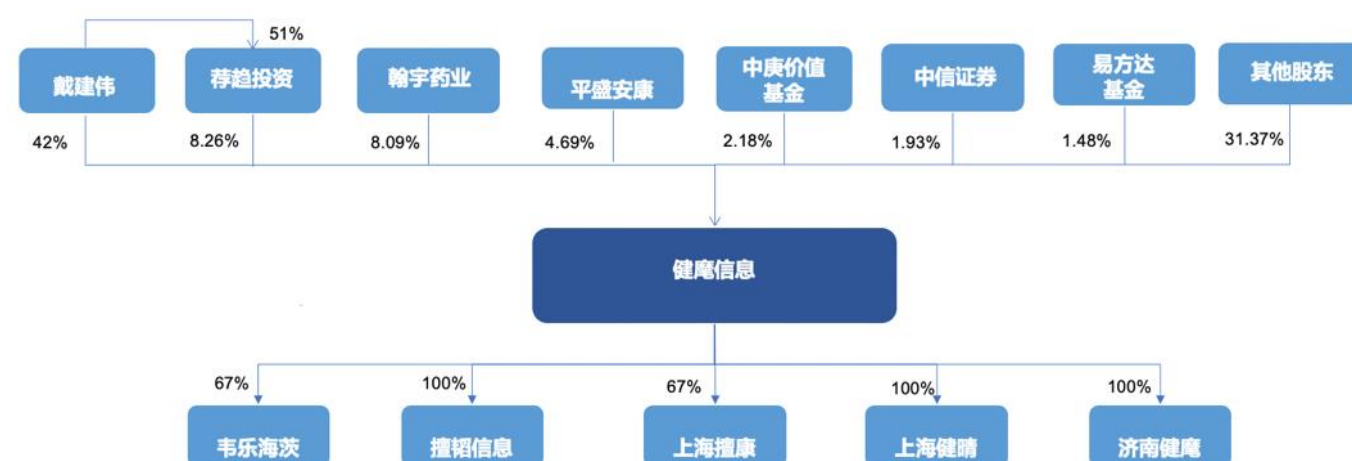 51%
戴建伟
荐趋投资
翰宇药业
平盛安康
中庚价值
基金
中信证券
易方达
基金
其他股东
42%
8.26%
8.09%
4.69%
2.18%
1.93%
1.48%
31.37%
健麾信息
67%
100%
67%
100%
100%
韦乐海茨
擅韬信息
上海擅康
上海健晴
济南健麾